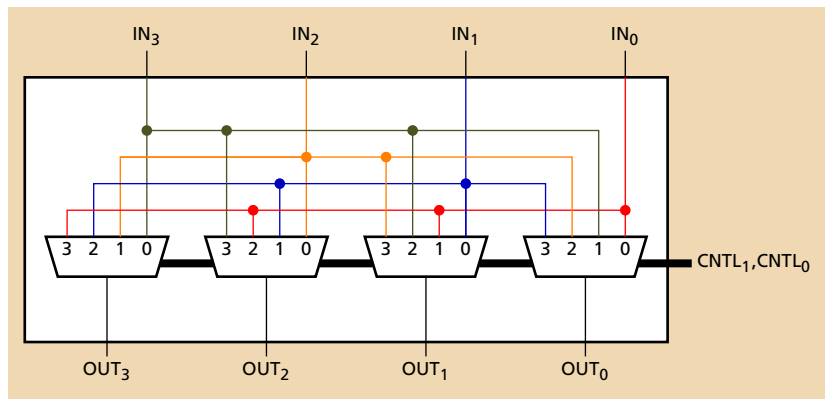 IN3 IN2 IN1 IN0
3 2 1 0 3 2 1 0 3 2 1 0 3 2 1 0
CNTL1,CNTL0
OUT3 OUT2 OUT1 OUT0